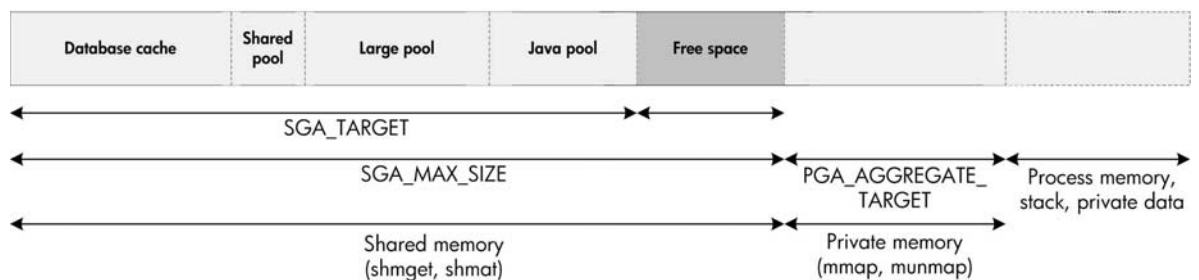 Database cache
Shared
pool
Large pool
Java pool
Free space
SGA_TARGET
SGA_MAX_SIZE
PGA_AGGREGATE_
TARGET
Process memory,
stack, private data
Shared memory
(shmget, shmat)
Private memory
(mmap, munmap)